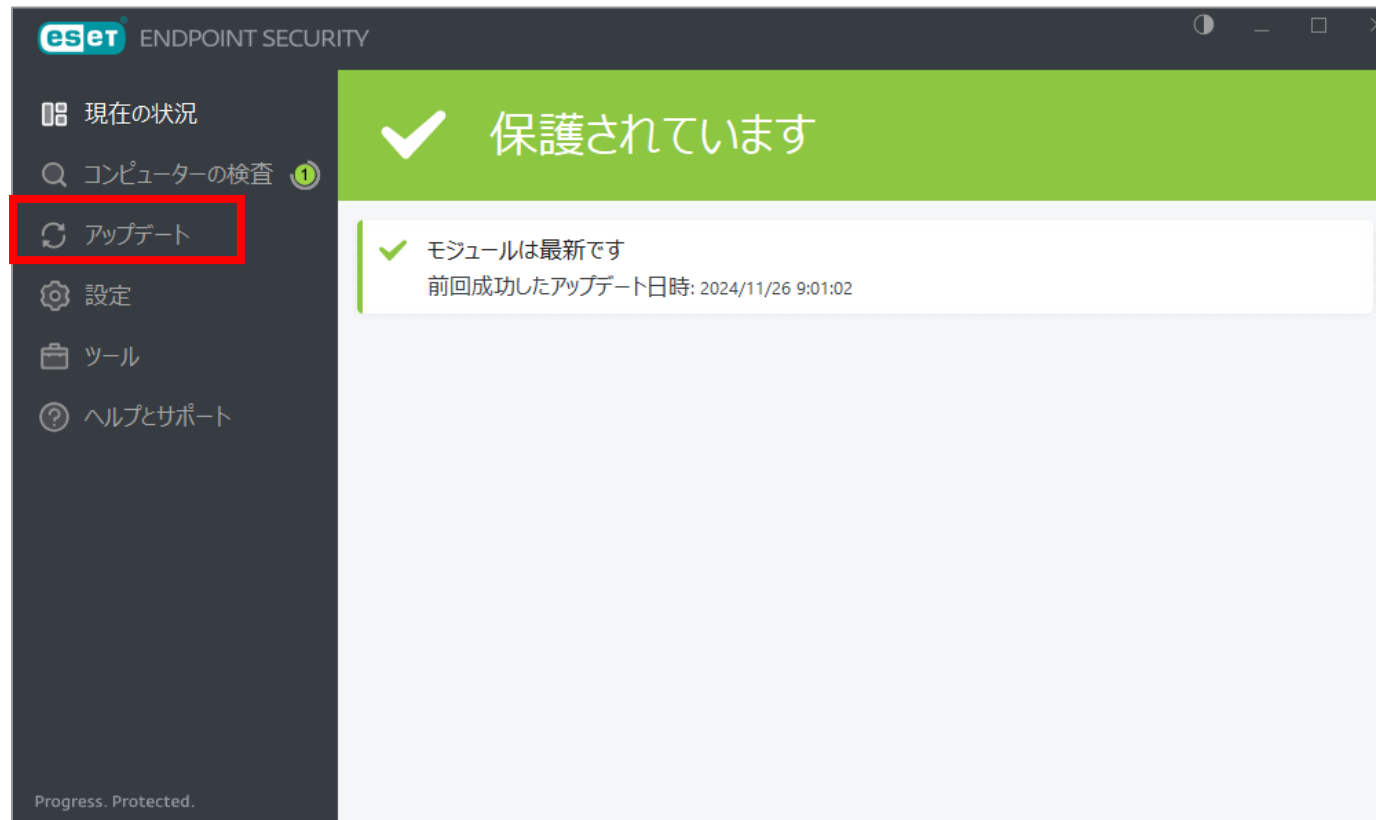 eset ENDPOINT SECURITY
現在の状況
コンピューターの検査 1
アップデート
設定
ツール
ヘルプとサポート
Progress. Protected.
保護されています
モジュールは最新です
前回成功したアップデート日時: 2024/11/26 9:01:02